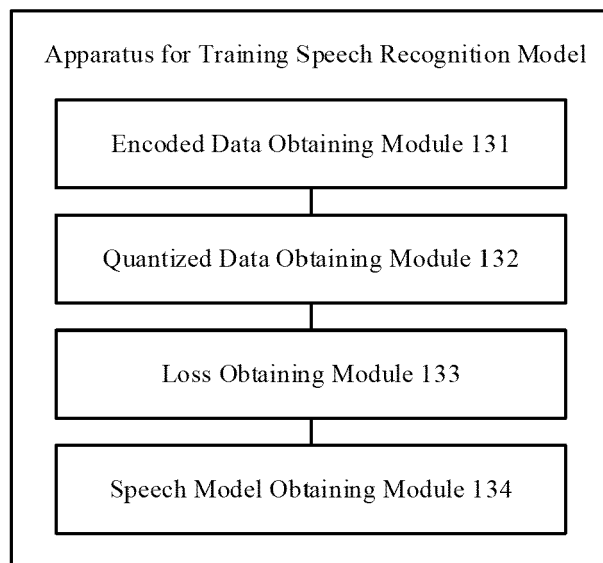 Apparatus for Training Speech Recognition Model
Encoded Data Obtaining Module 131
Quantized Data Obtaining Module 132
Loss Obtaining Module 133
Speech Model Obtaining Module 134